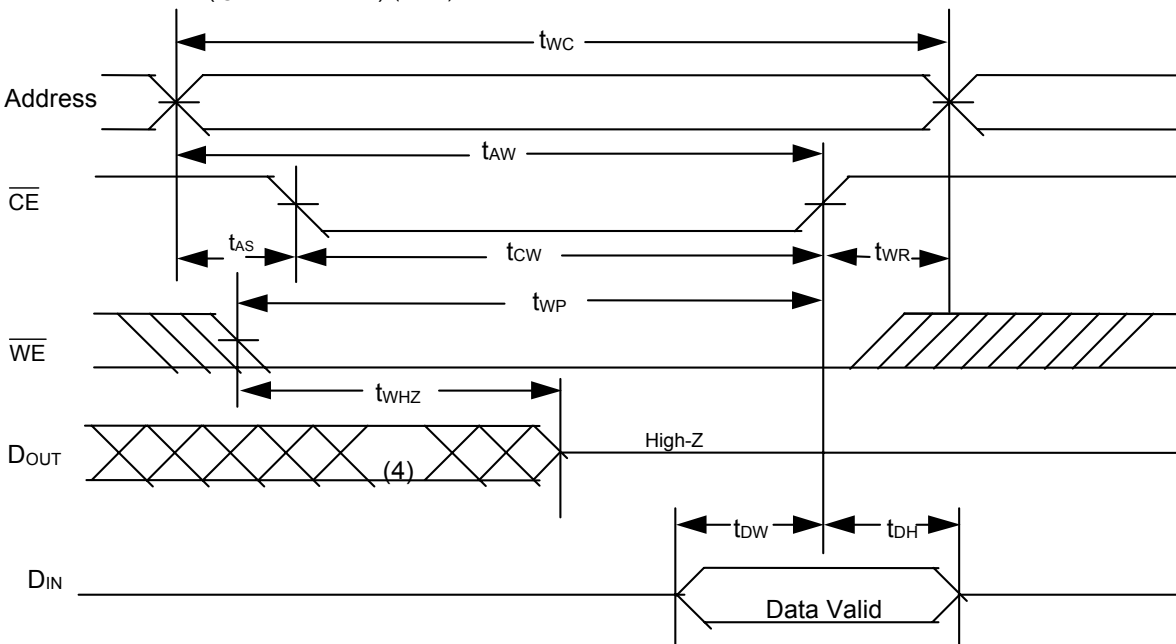 tWC
Address
tAW
CE
tAS
tCW
tWR
tWP
WE
tWHZ
DOUT
(4)
High-Z
tDW
tDH
DIN
Data Valid